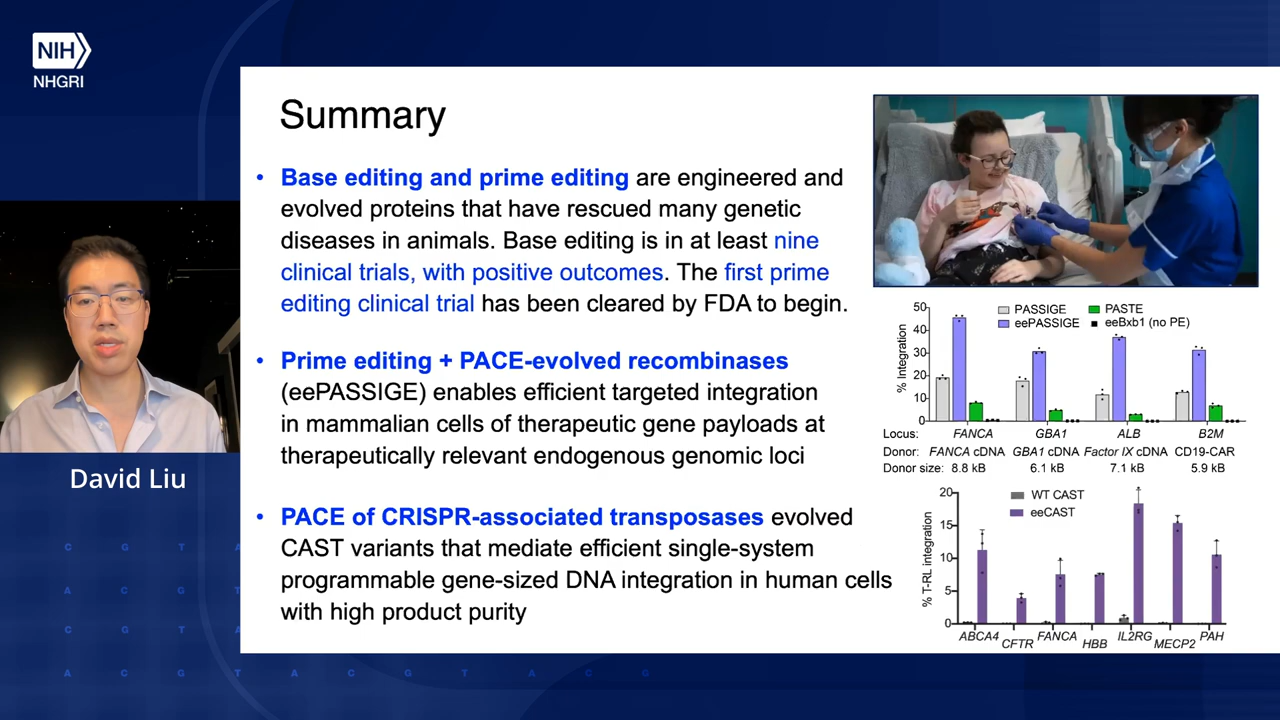 NIH
NHGRI
Summary
• Base editing and prime editing are engineered and
evolved proteins that have rescued many genetic
diseases in animals. Base editing is in at least nine
clinical trials, with positive outcomes. The first prime
editing clinical trial has been cleared by FDA to begin.
• Prime editing + PACE-evolved recombinases
(eePASSIGE) enables efficient targeted integration
in mammalian cells of therapeutic gene payloads at
therapeutically relevant endogenous genomic loci
• PACE of CRISPR-associated transposases evolved
CAST variants that mediate efficient single-system
programmable gene-sized DNA integration in human cells
with high product purity
PASSIGE PASTE
eePASSIGE eeBxb1 (no PE)
% Integration
50
40
30
20
10
0
Locus: FANCA GBA1 ALB B2M
Donor: FANCA cDNA GBA1 cDNA Factor IX cDNA CD19-CAR
Donor size: 8.8 kB 6.1 kB 7.1 kB 5.9 kB
WT CAST
eeCAST
% T-RL integration
20
15
10
5
0
ABCA4 CFTR FANCA HBB IL2RG MECP2 PAH
David Liu
C G T A
A C G T
C G T A
A C G T A C G T A C G